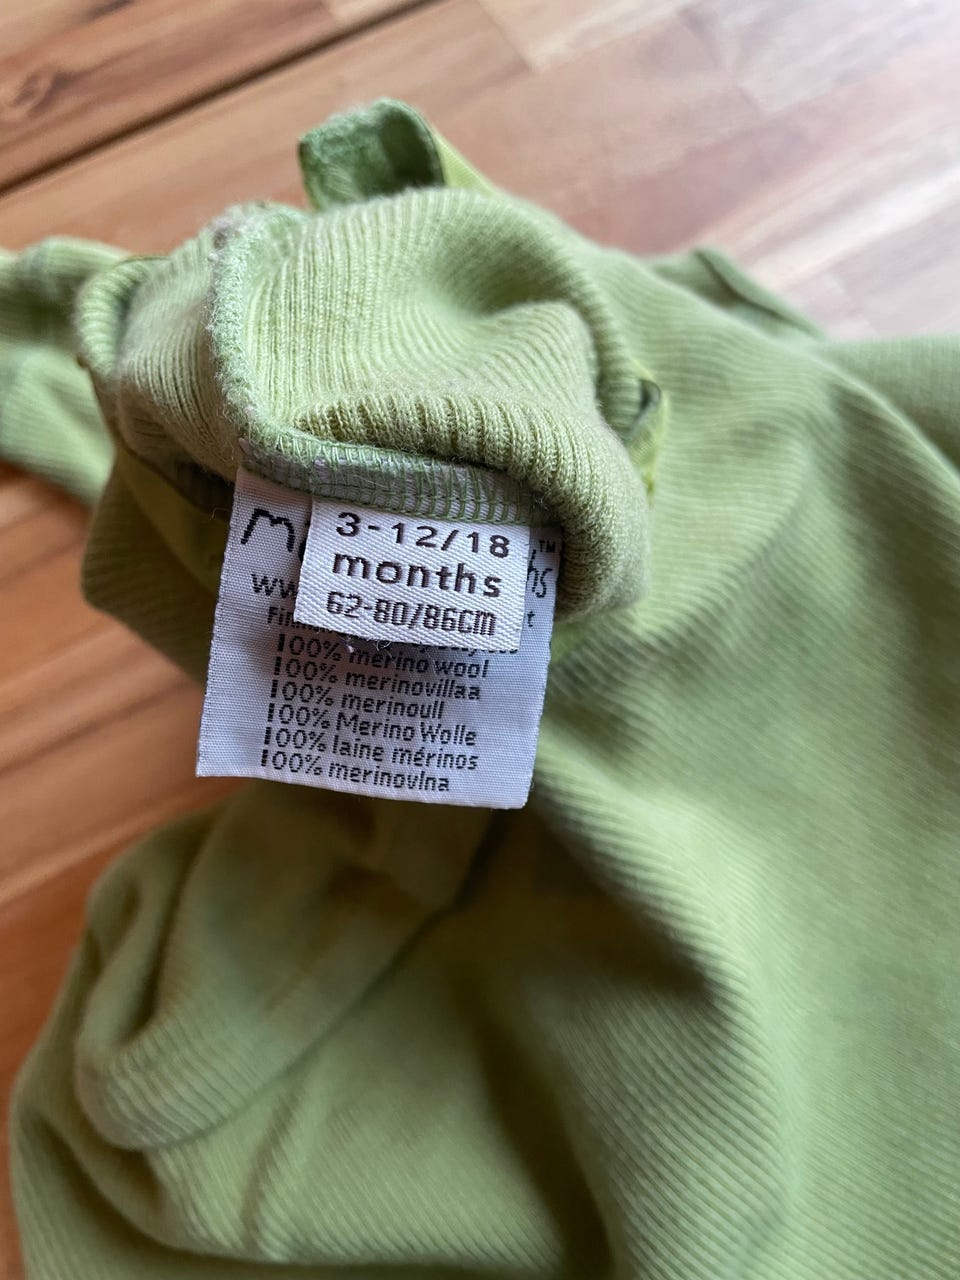 3-12/18
months
62-80/86cm
100% merino wool
100% merinovillaa
100% merinoull
100% Merino Wolle
100% laine mérinos
100% merinovlna